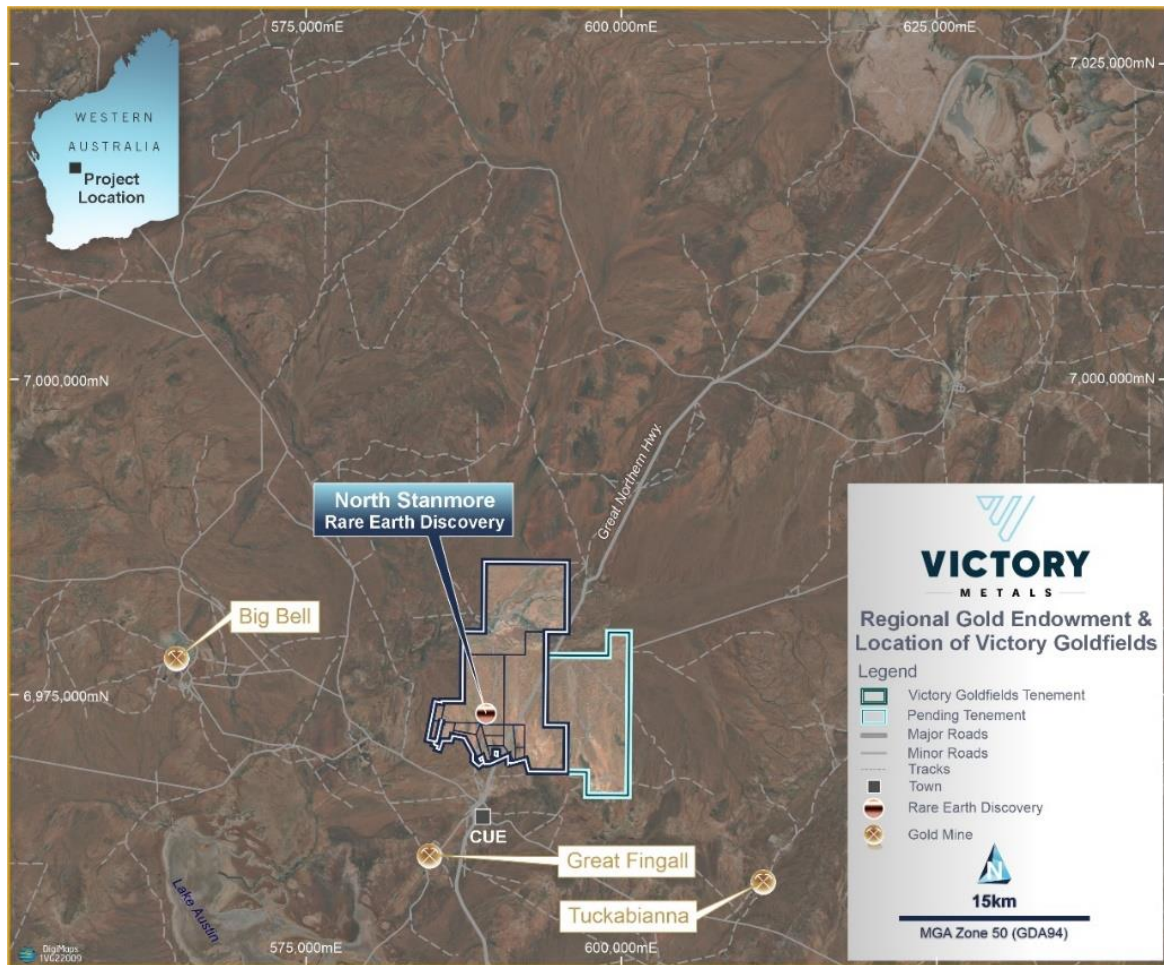 575,000mE
600,000mE
625,000mE
7,025,000mN
WESTERN
AUSTRALIA
Project
Location
7,000,000mN
7,000,000mN
Great Northern Hwy.
North Stanmore
Rare Earth Discovery
Big Bell
6,975,000mN
CUE
Great Fingall
Tuckabianna
Lake Austin
575,000mE
600,000mE
DigiMaps
1VG22009
VICTORY
METALS
Regional Gold Endowment &
Location of Victory Goldfields
Legend
Victory Goldfields Tenement
Pending Tenement
Major Roads
Minor Roads
Tracks
Town
Rare Earth Discovery
Gold Mine
N
15km
MGA Zone 50 (GDA94)